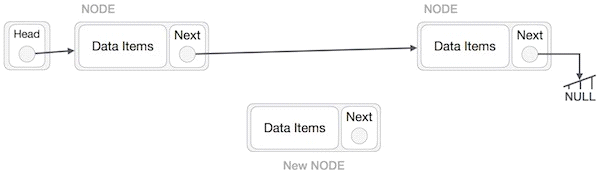 NODE
NODE
Head
Data Items
Next
Data Items
Next
NULL
Data Items
Next
New NODE